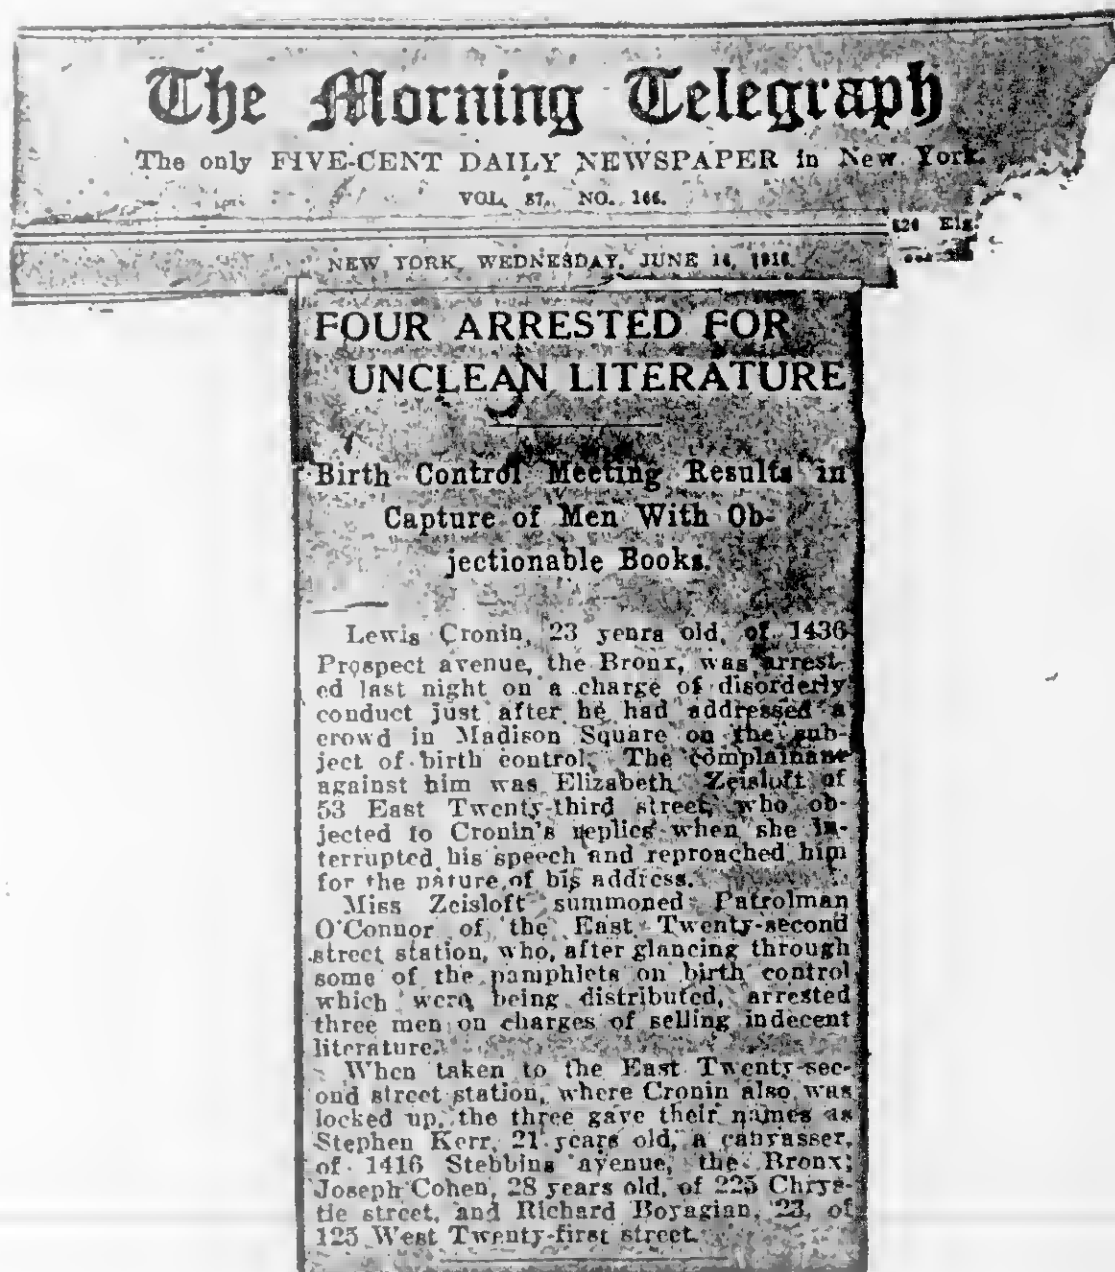 The Morning Telegraph
The only FIVE-CENT DAILY NEWSPAPER in New York.
VOL. 87. NO. 166.
NEW YORK, WEDNESDAY, JUNE 14, 1916.
FOUR ARRESTED FOR
UNCLEAN LITERATURE
Birth Control Meeting Results in
Capture of Men With Ob-
jectionable Books.
Lewis Cronin, 23 years old, of 1436
Prospect avenue, the Bronx, was arrest-
ed last night on a charge of disorderly
conduct just after he had addressed a
crowd in Madison Square on the sub-
ject of birth control. The complainant
against him was Elizabeth Zeisloft of
53 East Twenty-third street, who ob-
jected to Cronin's replies when she in-
terrupted his speech and reproached him
for the nature of his address.
Miss Zeisloft summoned Patrolman
O'Connor of the East Twenty-second
street station, who, after glancing through
some of the pamphlets on birth control
which were being distributed, arrested
three men on charges of selling indecent
literature.
When taken to the East Twenty-sec-
ond street station, where Cronin also was
locked up, the three gave their names as
Stephen Kerr, 21 years old, a canvasser,
of 1416 Stebbins avenue, the Bronx;
Joseph Cohen, 28 years old, of 225 Chrys-
tie street, and Richard Boyagian, 23, of
125 West Twenty-first street.